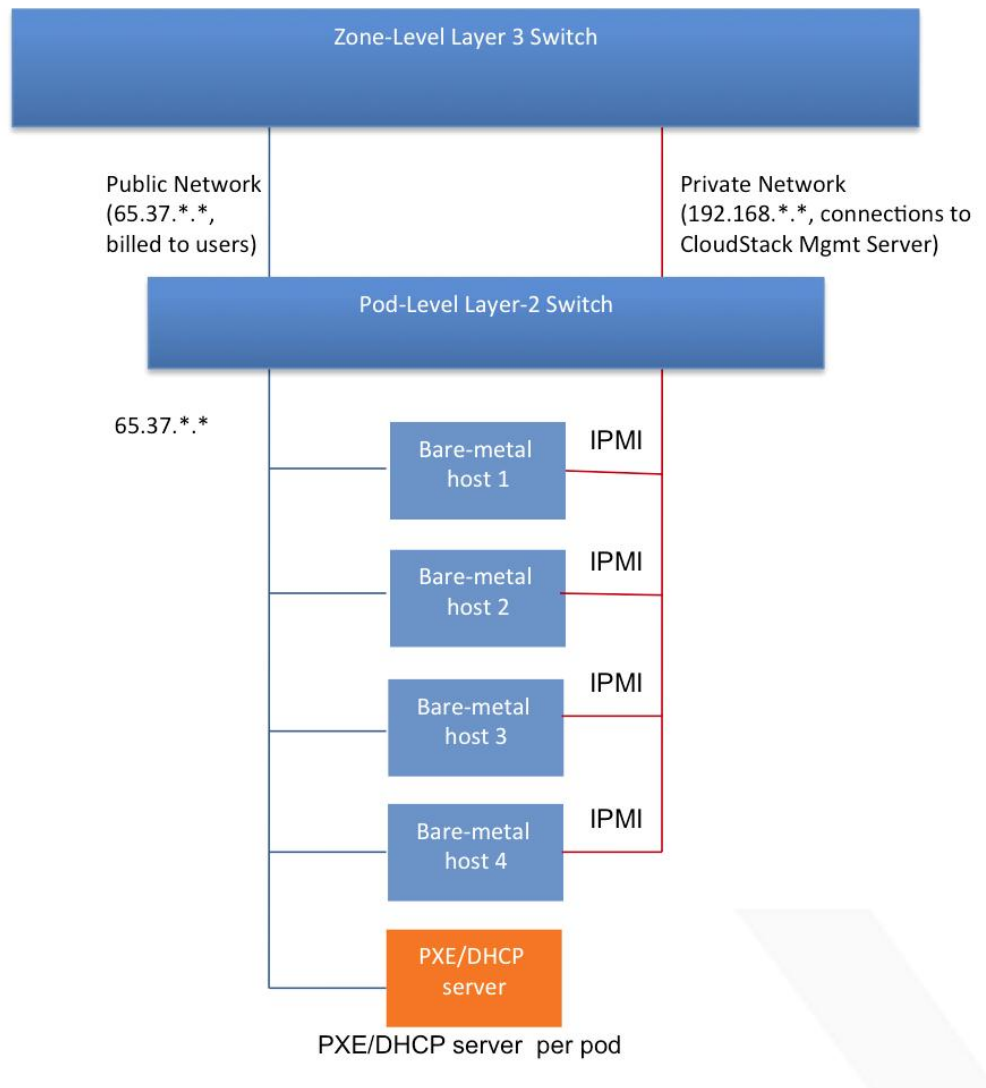 Zone-Level Layer 3 Switch
Public Network
(65.37.*.*,
billed to users)
Private Network
(192.168.*.*, connections to
CloudStack Mgmt Server)
Pod-Level Layer-2 Switch
65.37.*.*
Bare-metal
host 1
IPMI
Bare-metal
host 2
IPMI
Bare-metal
host 3
IPMI
Bare-metal
host 4
IPMI
PXE/DHCP
server
PXE/DHCP server per pod